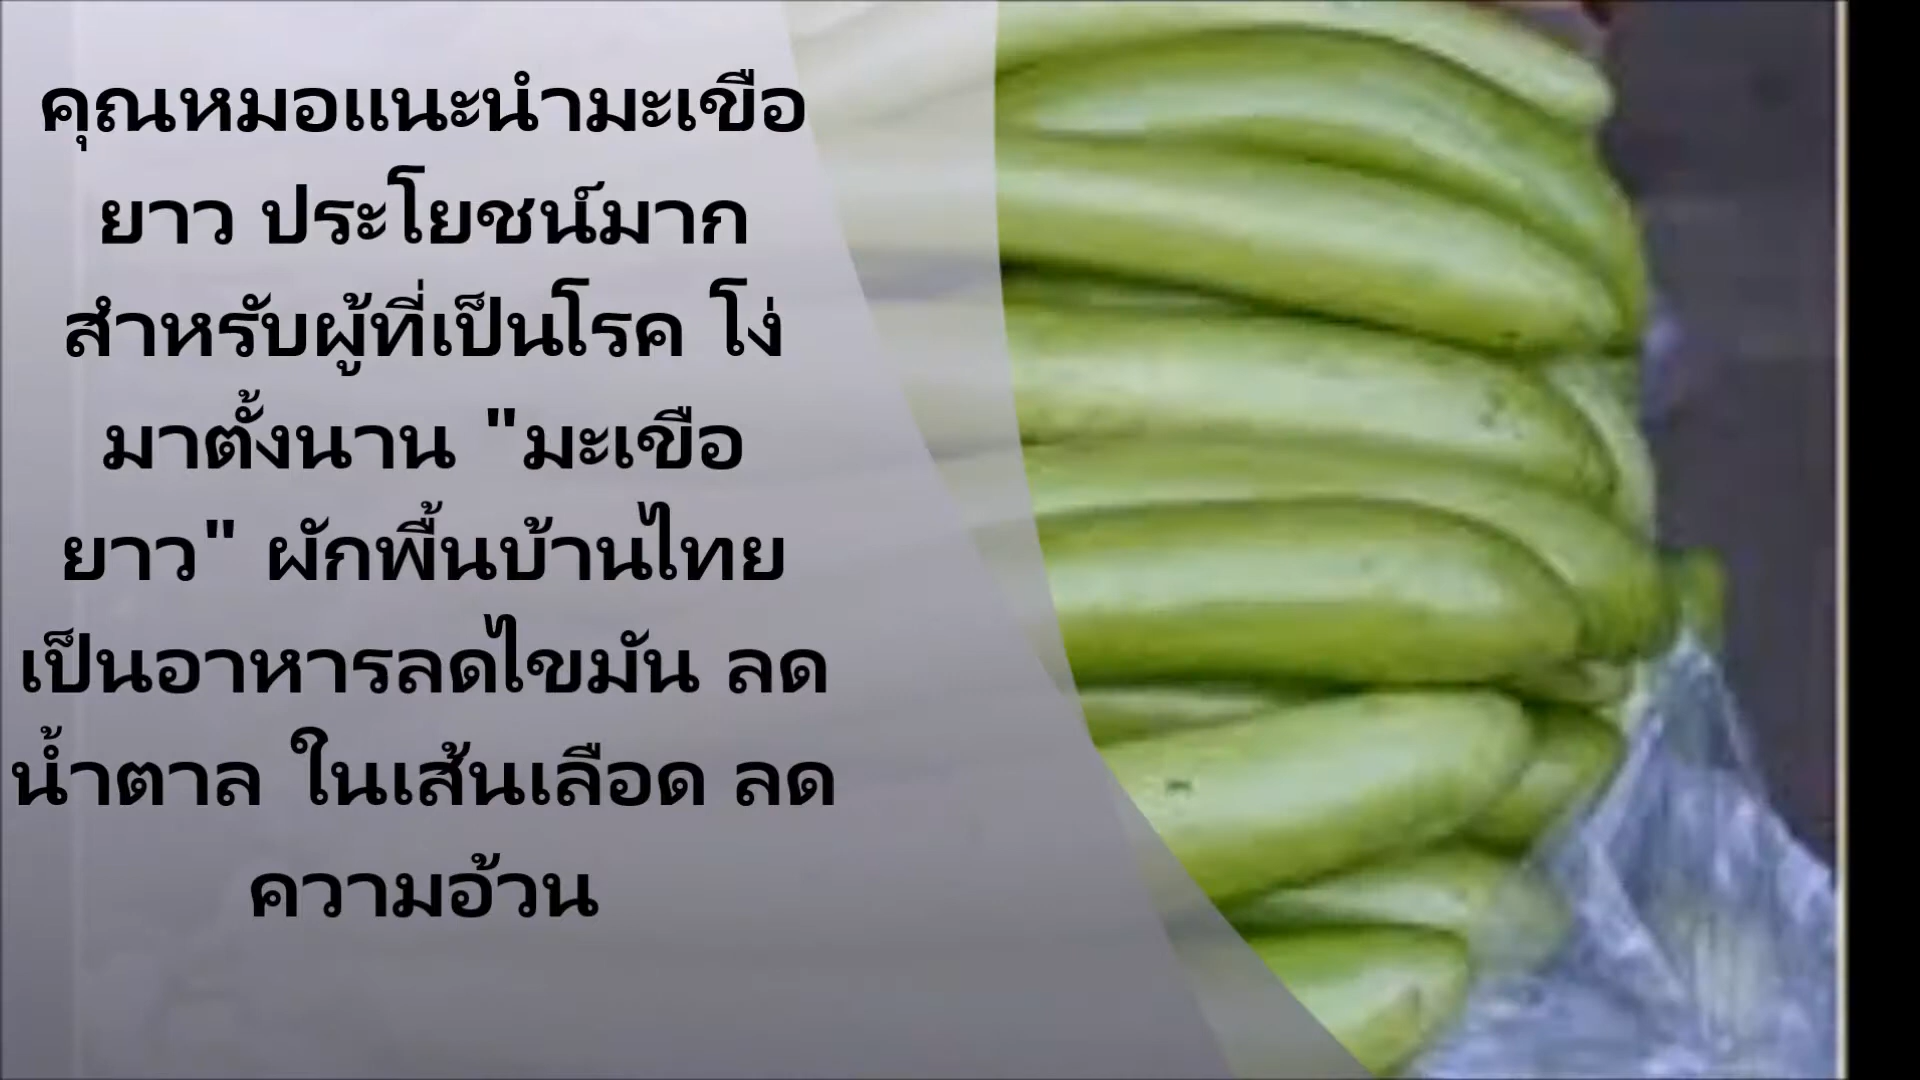 คุณหมอแนะนำมะเขือ
ยาว ประโยชน์มาก
สำหรับผู้ที่เป็นโรค โง่
มาตั้งนาน "มะเขือ
ยาว" ผักพื้นบ้านไทย
เป็นอาหารลดไขมัน ลด
น้ำตาล ในเส้นเลือด ลด
ความอ้วน